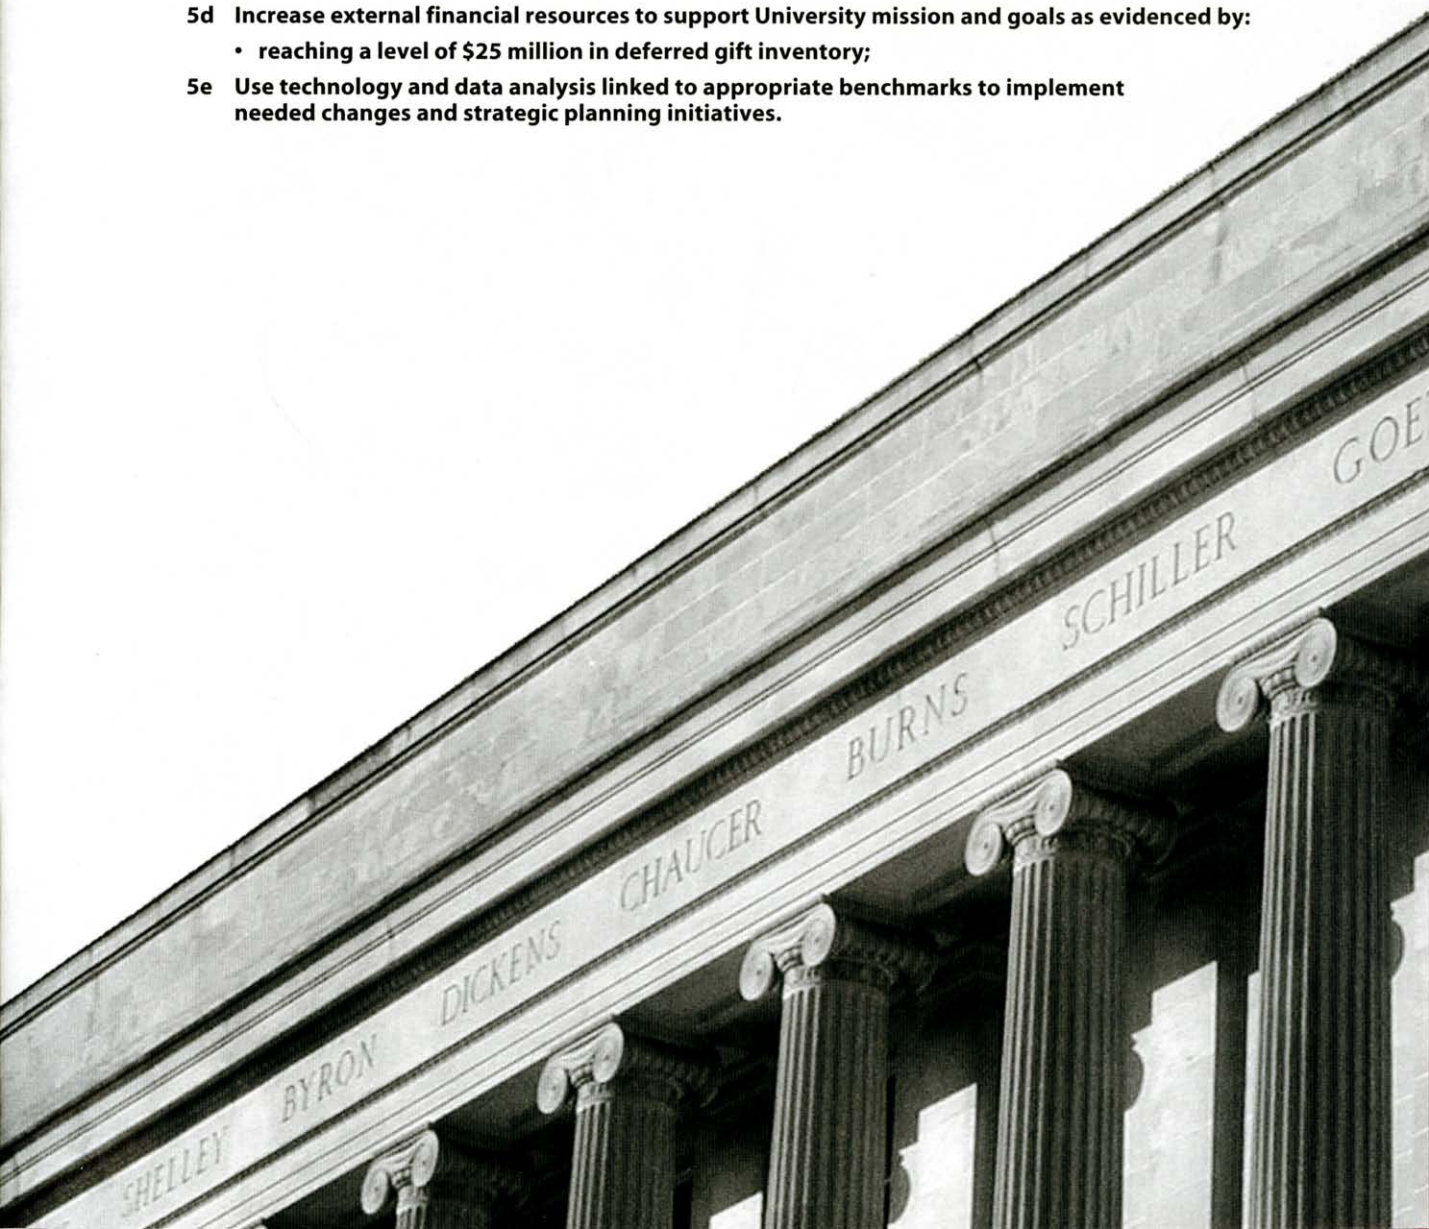 5d Increase external financial resources to support University mission and goals as evidenced by:
• reaching a level of $25 million in deferred gift inventory;
5e Use technology and data analysis linked to appropriate benchmarks to implement
needed changes and strategic planning initiatives.
SHELLEY BYRON DICKENS CHAUCER BURNS SCHILLER GOE